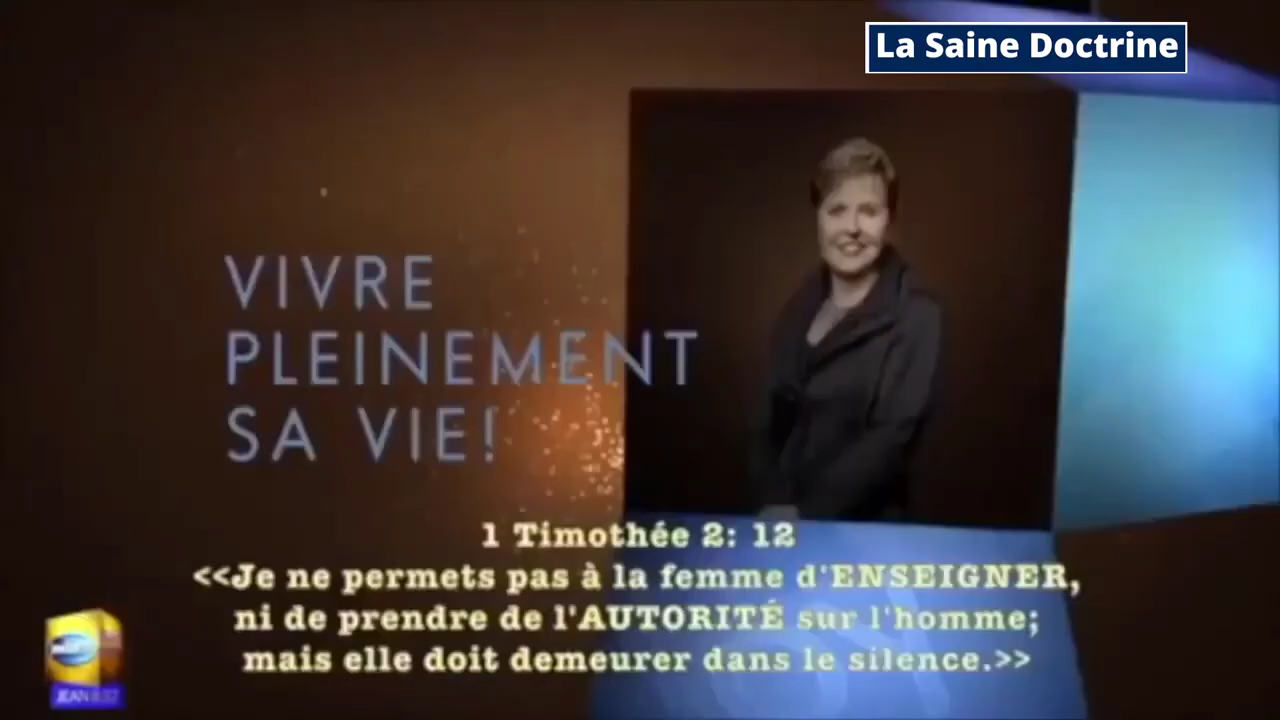 La Saine Doctrine
VIVRE
PLEINEMENT
SA VIE!
1 Timothée 2: 12
<<Je ne permets pas à la femme d'ENSEIGNER,
ni de prendre de l'AUTORITÉ sur l'homme;
mais elle doit demeurer dans le silence.>>